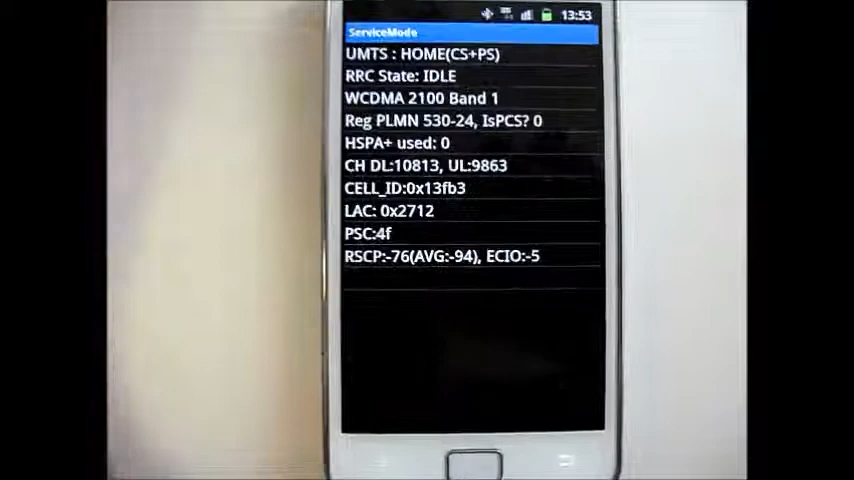 13:53
ServiceMode
UMTS : HOME(CS+PS)
RRC State: IDLE
WCDMA 2100 Band 1
Reg PLMN 530-24, IsPCS? 0
HSPA+ used: 0
CH DL:10813, UL:9863
CELL_ID:0x13fb3
LAC: 0x2712
PSC:4f
RSCP:-76(AVG:-94), ECIO:-5